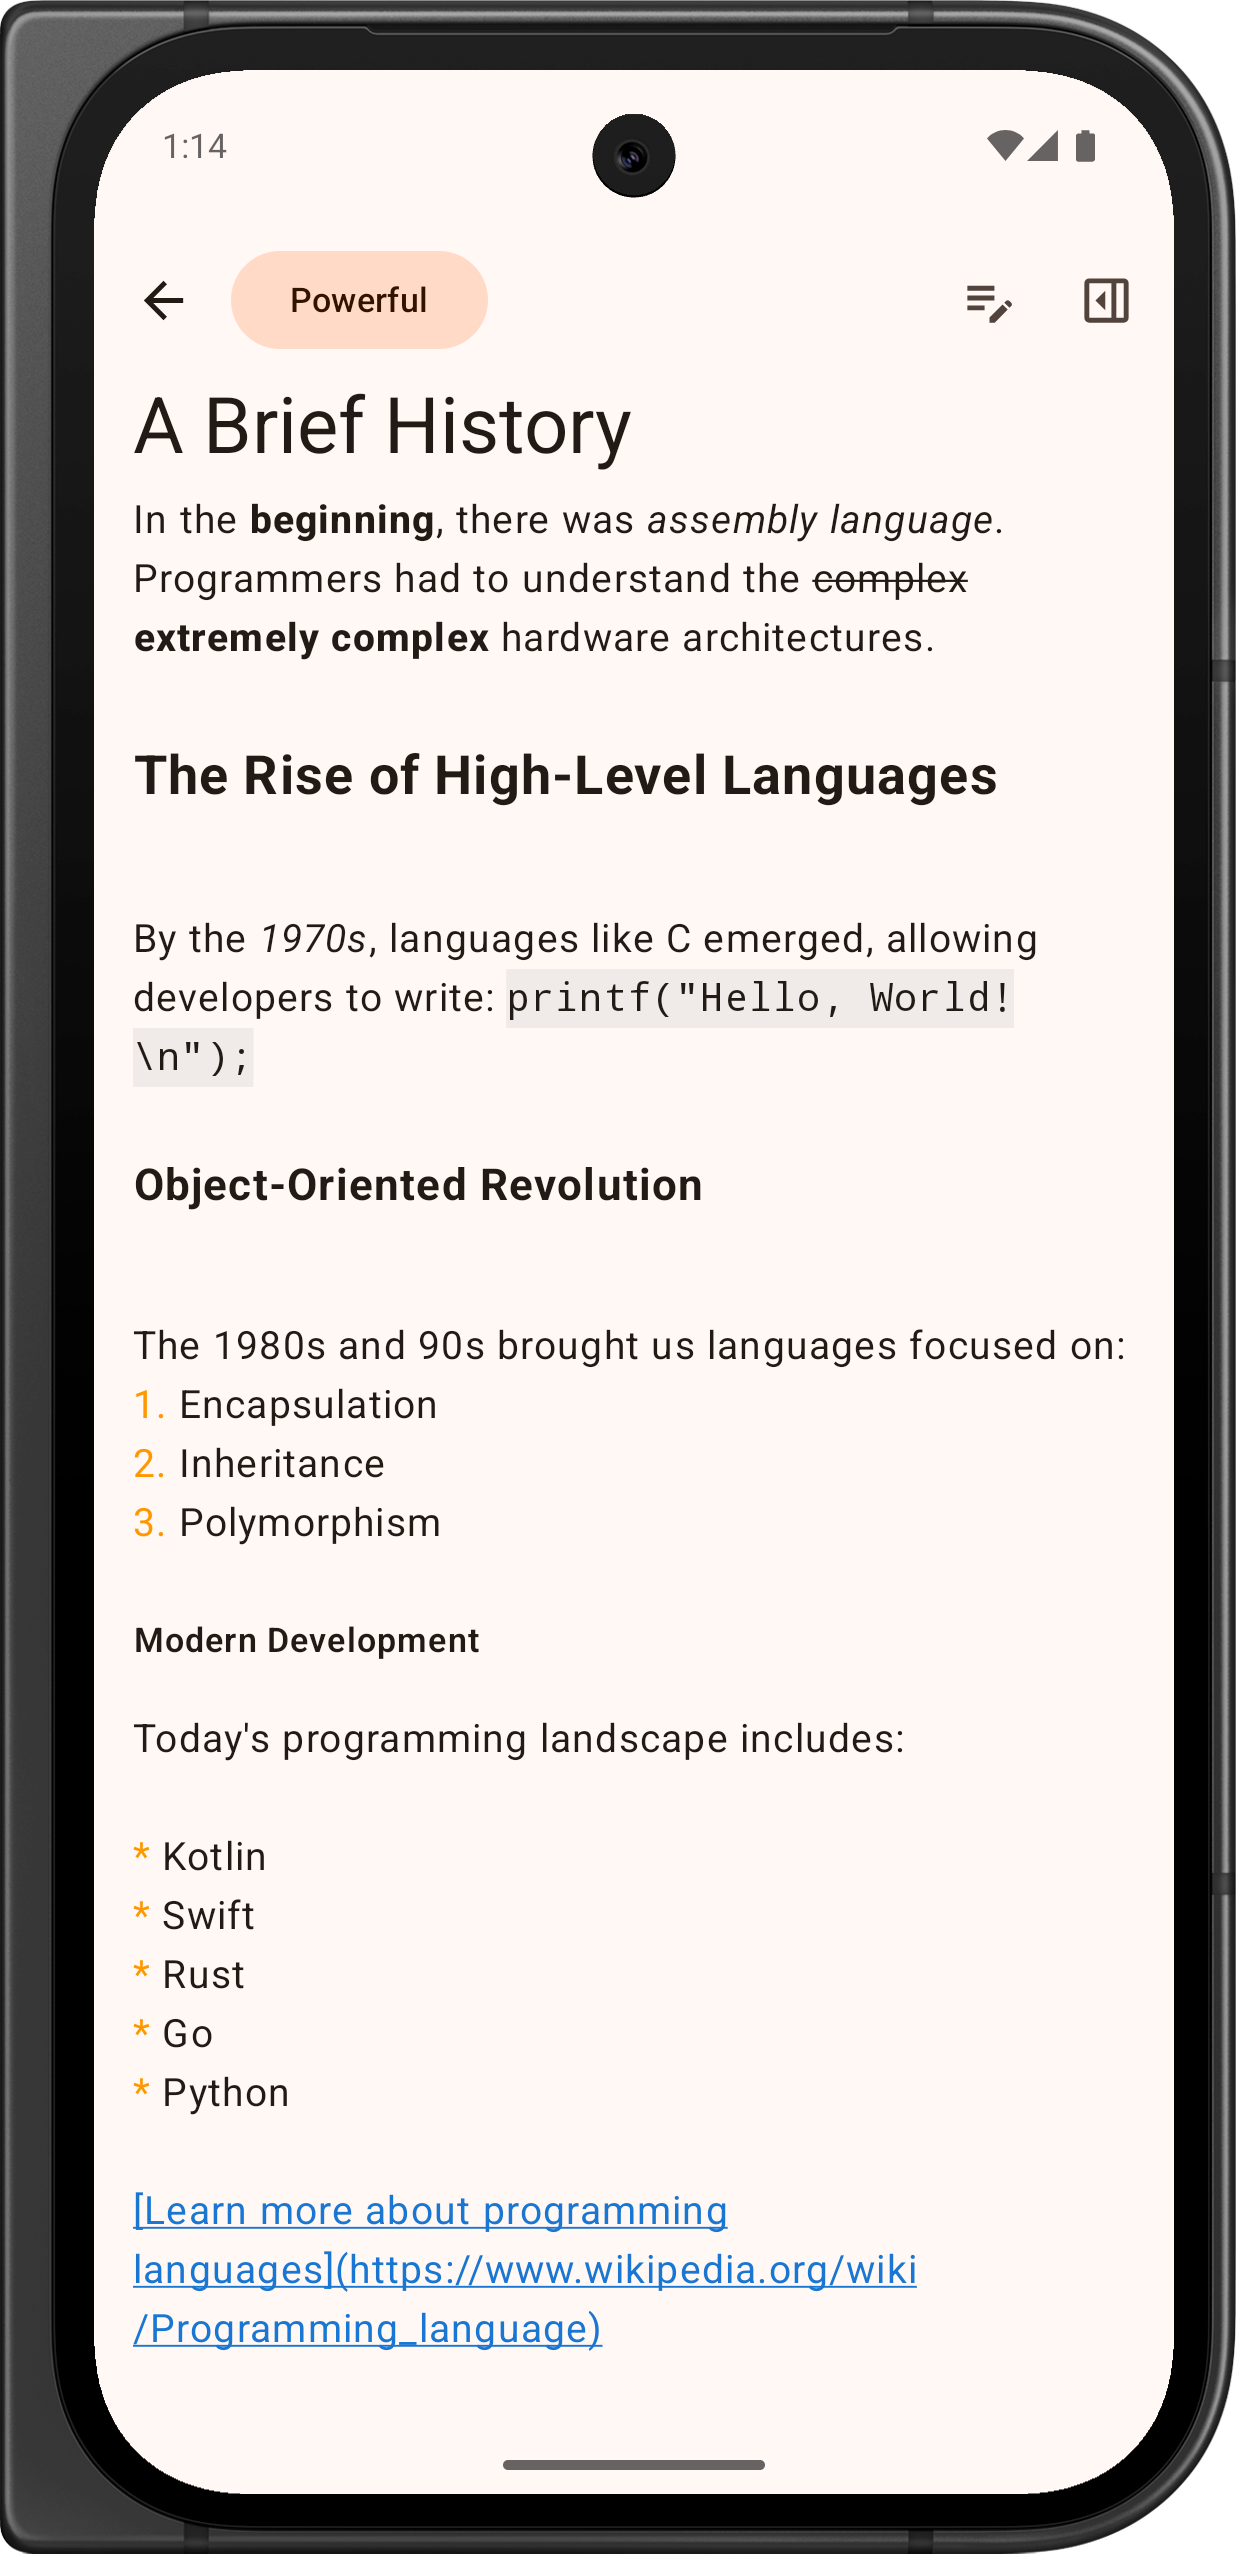 1:14
Powerful
A Brief History
In the beginning, there was assembly language.
Programmers had to understand the complex
extremely complex hardware architectures.
The Rise of High-Level Languages
By the 1970s, languages like C emerged, allowing
developers to write: printf("Hello, World!
\n");
Object-Oriented Revolution
The 1980s and 90s brought us languages focused on:
1. Encapsulation
2. Inheritance
3. Polymorphism
Modern Development
Today's programming landscape includes:
* Kotlin
* Swift
* Rust
* Go
* Python
[Learn more about programming
languages](https://www.wikipedia.org/wiki
/Programming_language)